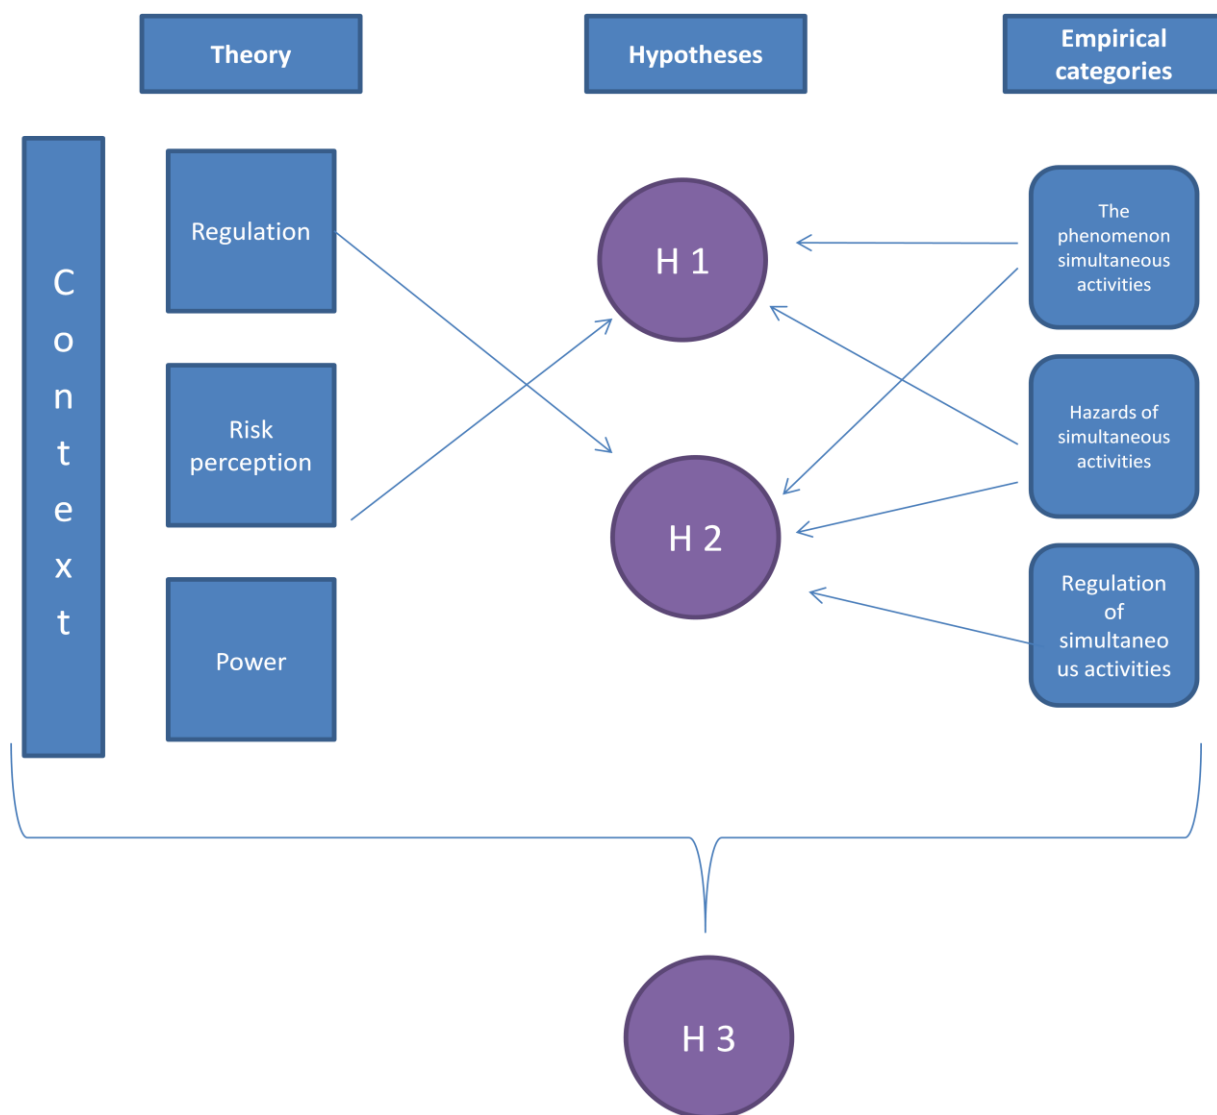 Theory
Hypotheses
Empirical
categories
C
o
n
t
e
x
t
Regulation
Risk
perception
Power
H 1
H 2
The
phenomenon
simultaneous
activities
Hazards of
simultaneous
activities
Regulation
of
simultaneo
us activities
H 3